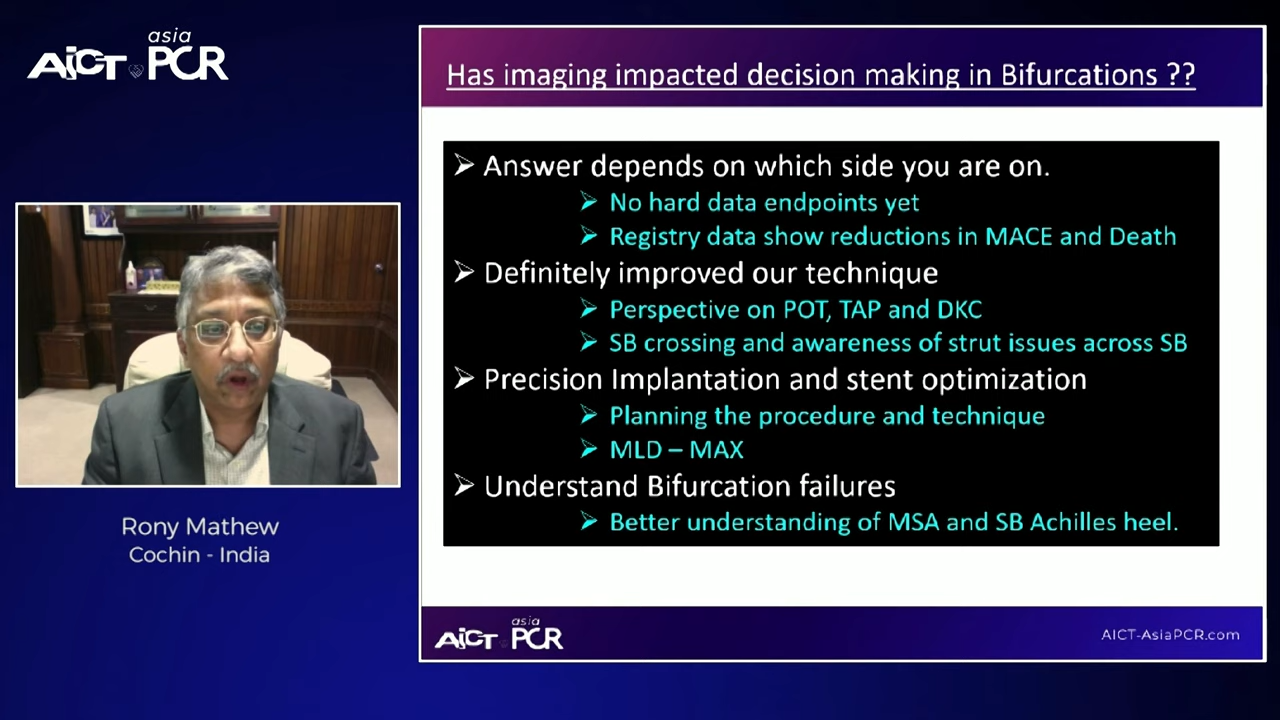 asia
AICT PCR
Has imaging impacted decision making in Bifurcations ??
➢ Answer depends on which side you are on.
➢ No hard data endpoints yet
➢ Registry data show reductions in MACE and Death
➢ Definitely improved our technique
➢ Perspective on POT, TAP and DKC
➢ SB crossing and awareness of strut issues across SB
➢ Precision Implantation and stent optimization
➢ Planning the procedure and technique
➢ MLD – MAX
➢ Understand Bifurcation failures
➢ Better understanding of MSA and SB Achilles heel.
Rony Mathew
Cochin - India
asia
AICT PCR
AICT-AsiaPCR.com